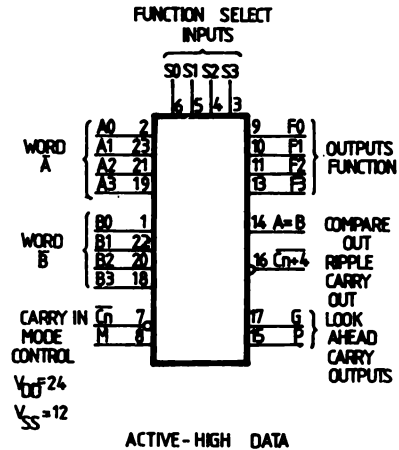 FUNCTION SELECT
INPUTS
S0 S1 S2 S3
6 5 4 3
WORD
A
A0 2
A1 23
A2 21
A3 19
9 F0
10 F1
11 F2
13 F3
OUTPUTS
FUNCTION
WORD
B
B0 1
B1 22
B2 20
B3 18
14 A=B
COMPARE
OUT
16 Cn+4
RIPPLE
CARRY
OUT
CARRY IN Cn 7
MODE
CONTROL
M 8
17 G
15 P
LOOK
AHEAD
CARRY
OUTPUTS
VDD=24
VSS=12
ACTIVE-HIGH DATA